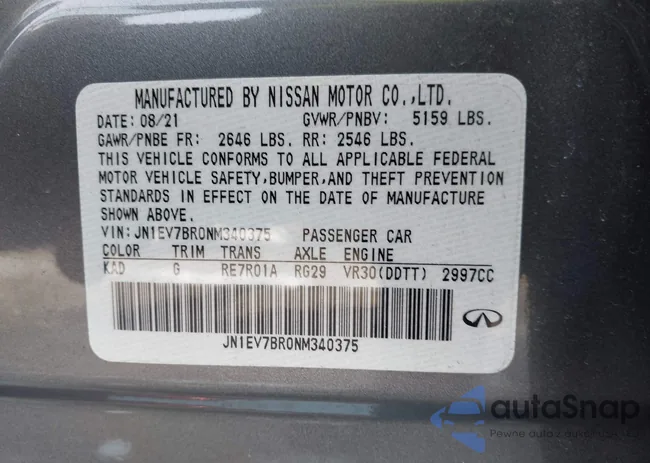 MANUFACTURED BY NISSAN MOTOR CO.,LTD.
DATE: 08/21 GVWR/PNBV: 5159 LBS.
GAWR/PNBE FR: 2646 LBS. RR: 2546 LBS.
THIS VEHICLE CONFORMS TO ALL APPLICABLE FEDERAL
MOTOR VEHICLE SAFETY,BUMPER,AND THEFT PREVENTION
STANDARDS IN EFFECT ON THE DATE OF MANUFACTURE
SHOWN ABOVE.
VIN:JN1EV7BR0NM340375 PASSENGER CAR
COLOR TRIM TRANS AXLE ENGINE
KAD G RE7R01A RG29 VR30(DDTT) 2997CC
JN1EV7BR0NM340375
autaSnap
Pewne auta z